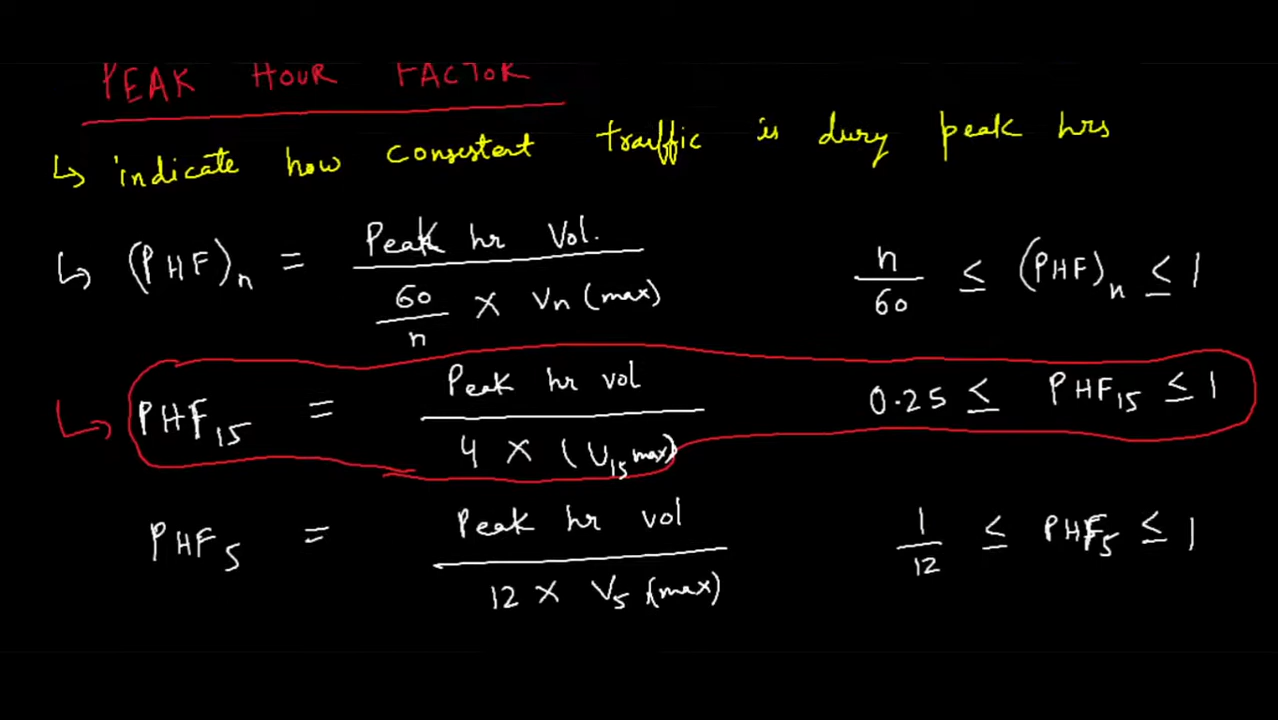 PEAK HOUR FACTOR
↳ indicate how consestent traiffic is dury peak hrs
↳ (PHF)n = Peak hr Vol. / (60/n × Vn (max)) n/60 ≤ (PHF)n ≤ 1
↳ PHF15 = Peak hr vol / (4 × (V15 max)) 0.25 ≤ PHF15 ≤ 1
PHF5 = Peak hr vol / (12 × V5 (max)) 1/12 ≤ PHF5 ≤ 1